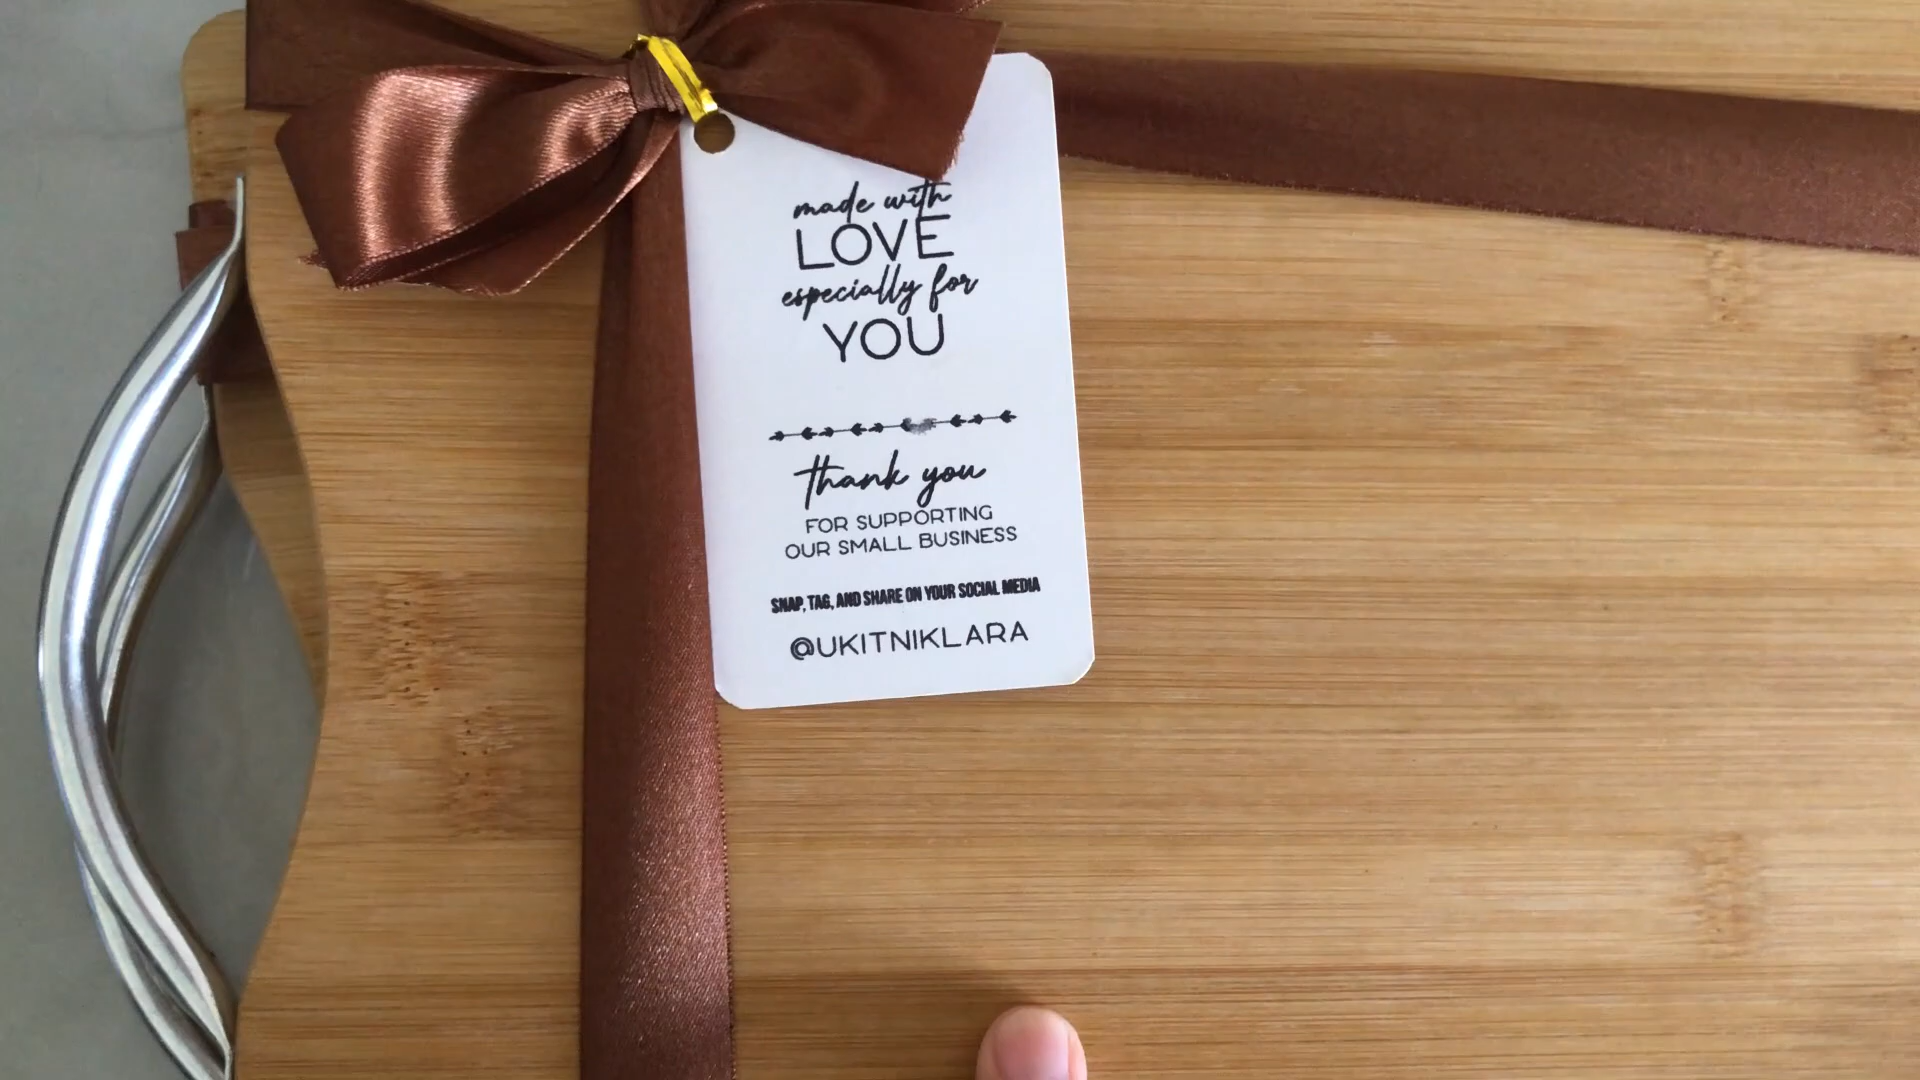 made with
LOVE
especially for
YOU
thank you
FOR SUPPORTING
OUR SMALL BUSINESS
SNAP, TAG, AND SHARE ON YOUR SOCIAL MEDIA
@UKITNIKLARA